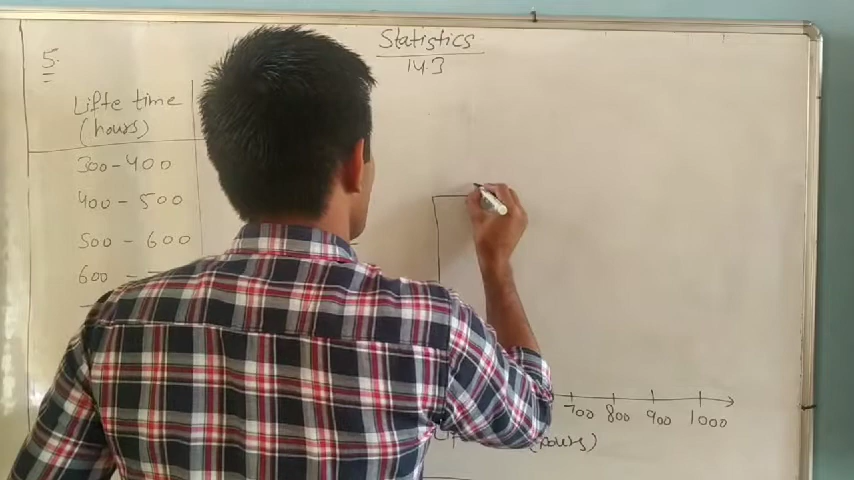 Statistics
14.3
5.
Lifte time
(hours)
300-400
400 - 500
500 - 600
600 -
700 800 900 1000
(hours)